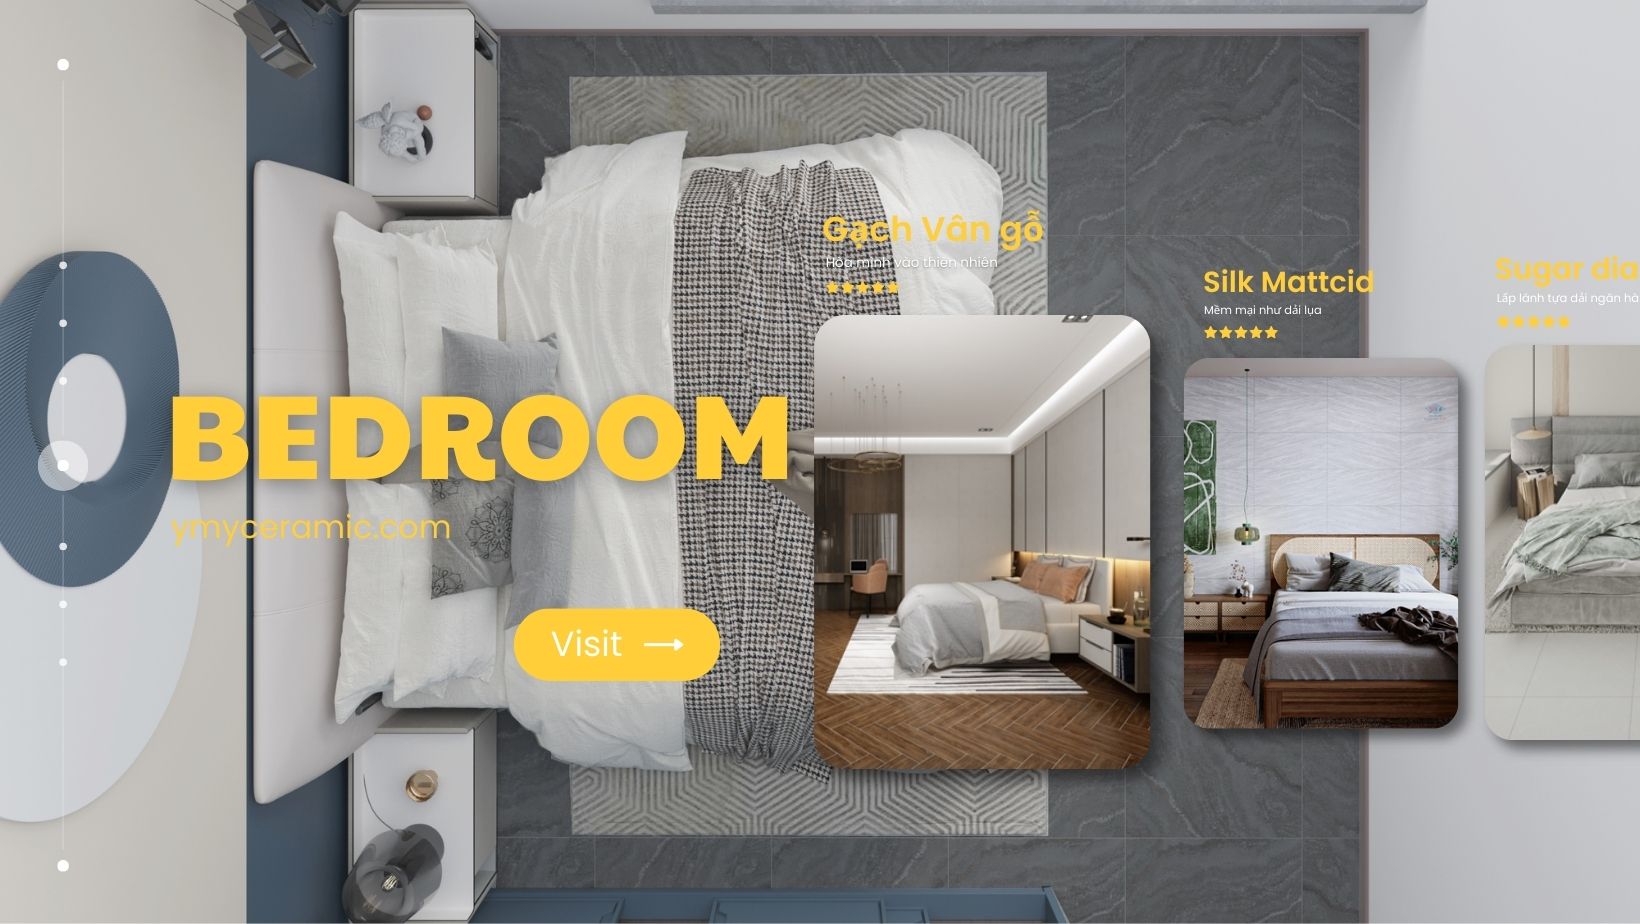 BEDROOM
ymyceramic.com
Visit
Gạch Vân gỗ
Hòa mình vào thiên nhiên
Silk Mattcid
Mềm mại như dải lụa
Sugar dia
Lấp lánh tựa dải ngân hà